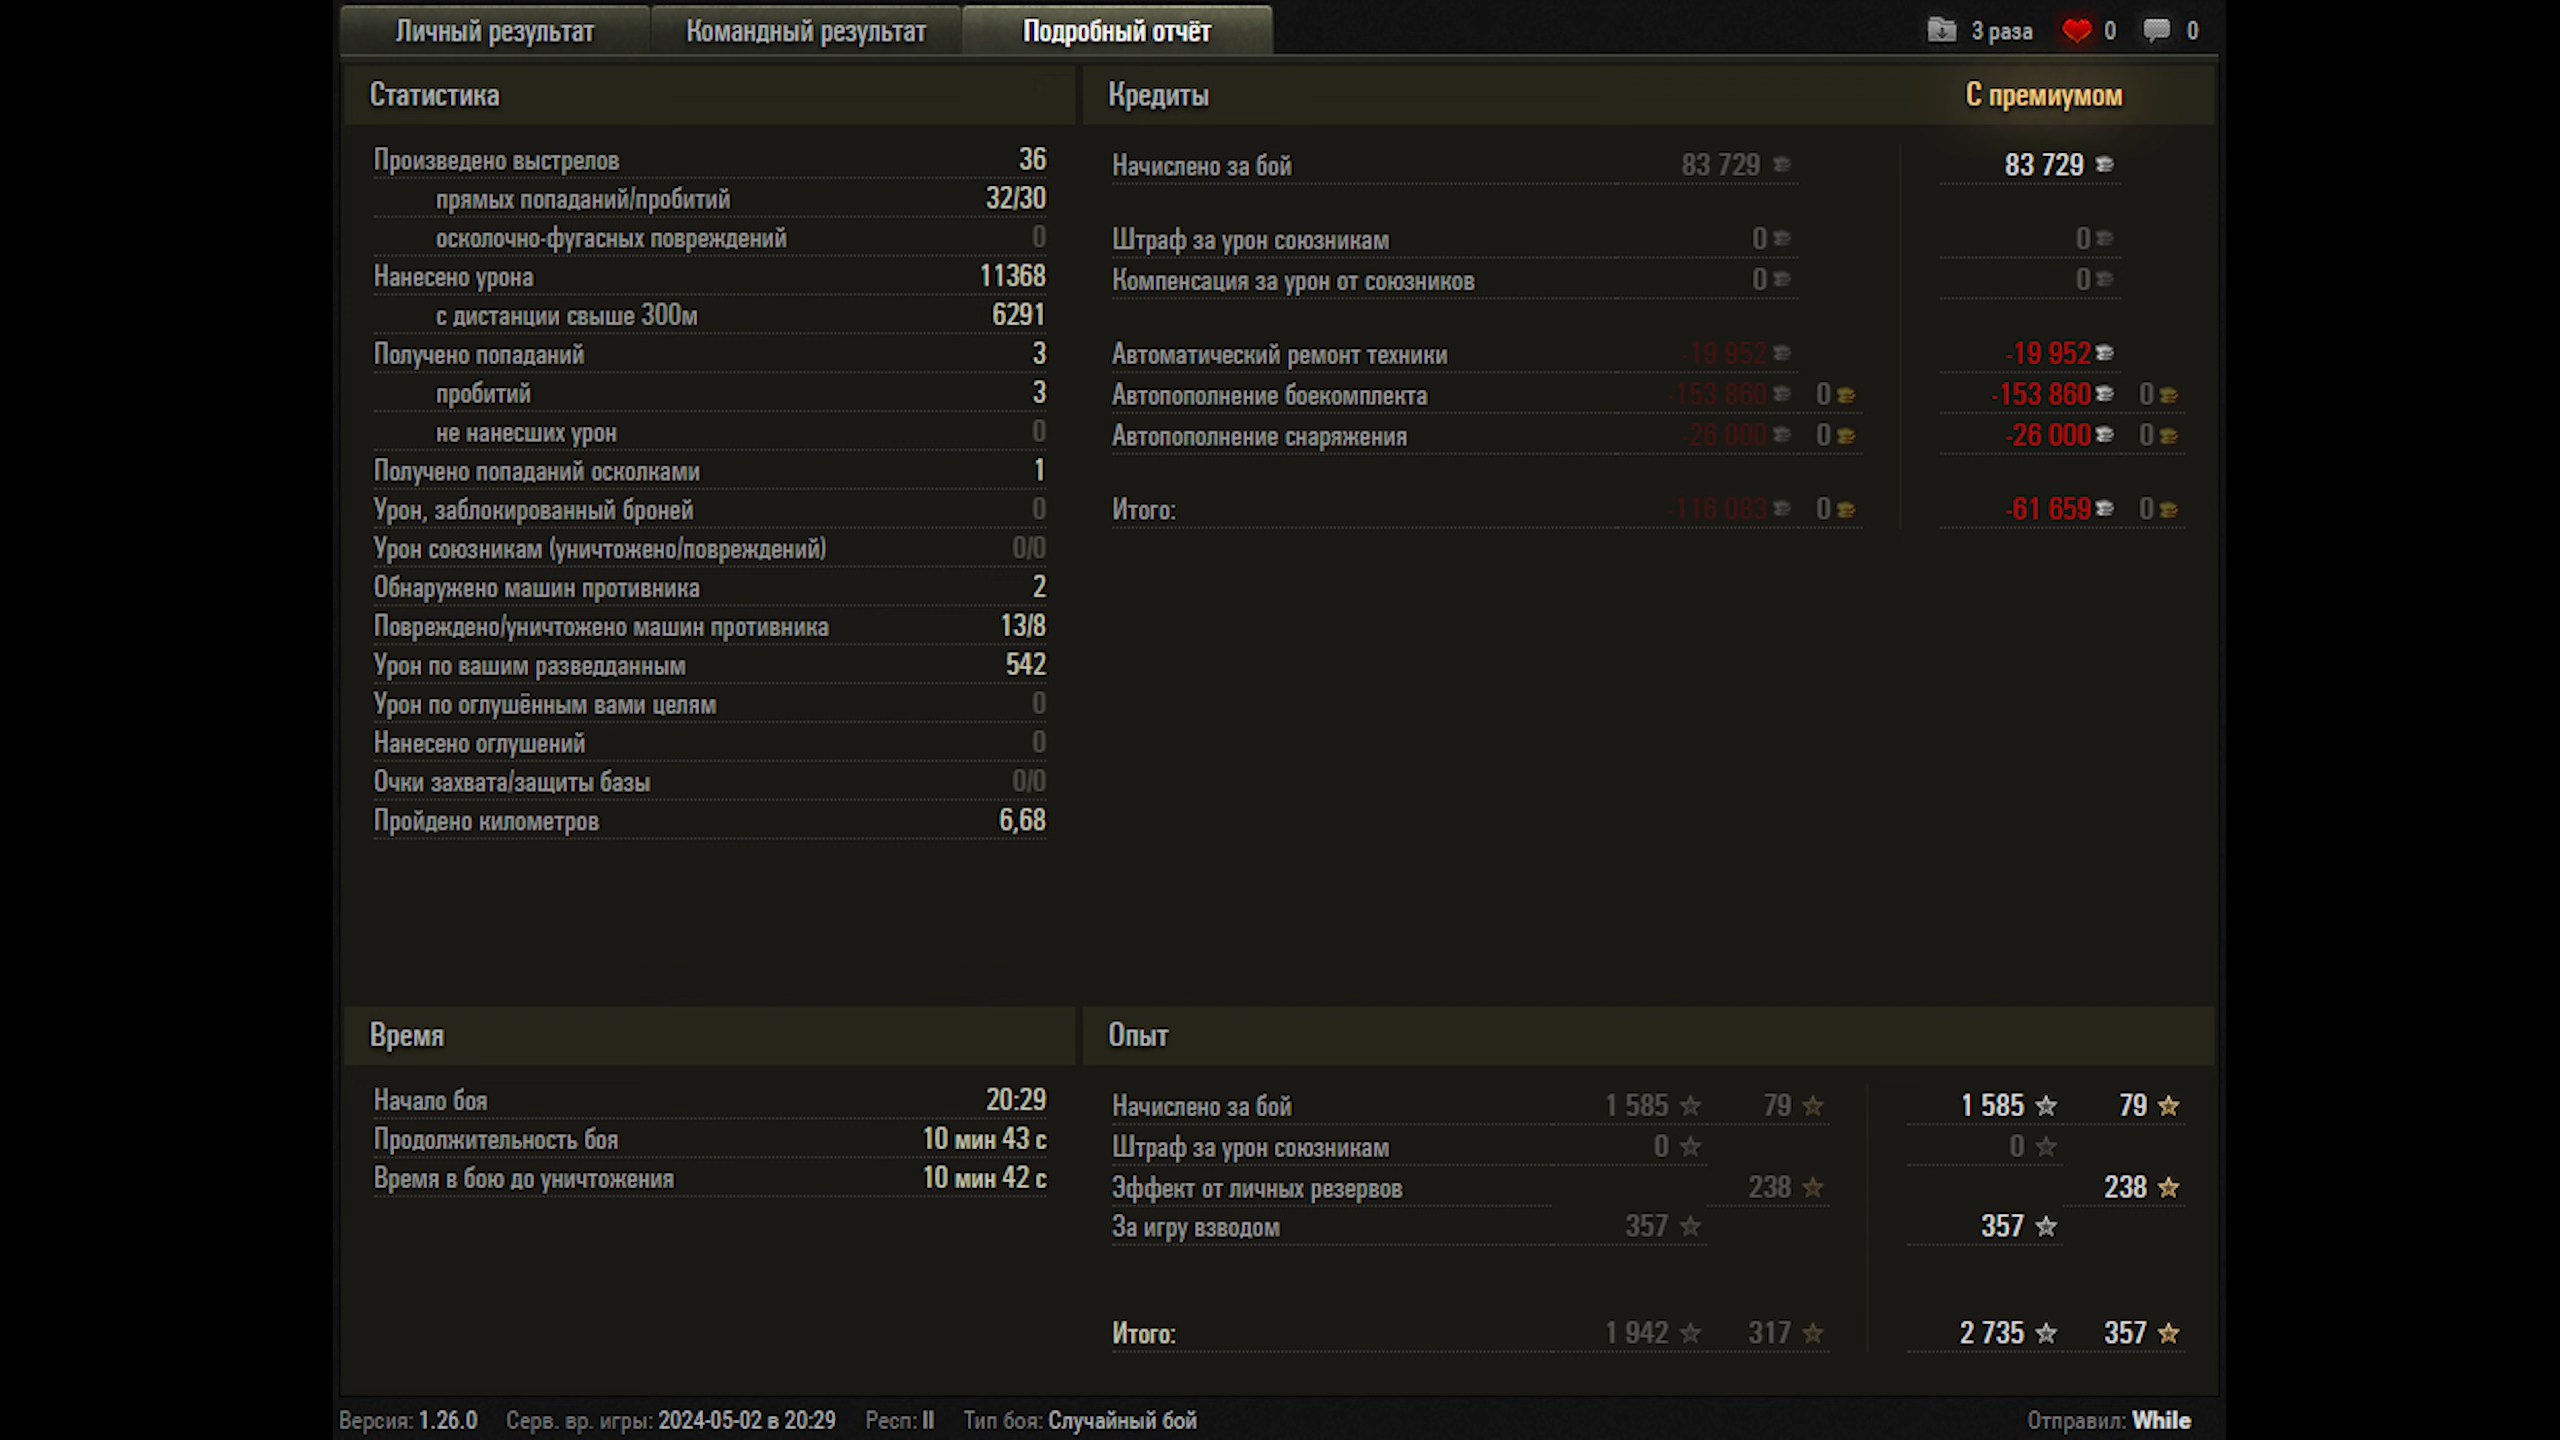 Личный результат Командный результат Подробный отчёт 3 раза 0 0
Статистика
Произведено выстрелов 36
прямых попаданий/пробитий 32/30
осколочно-фугасных повреждений 0
Нанесено урона 11368
с дистанции свыше 300м 6291
Получено попаданий 3
пробитий 3
не нанесших урон 0
Получено попаданий осколками 1
Урон, заблокированный броней 0
Урон союзникам (уничтожено/повреждений) 0/0
Обнаружено машин противника 2
Повреждено/уничтожено машин противника 13/8
Урон по вашим разведданным 542
Урон по оглушённым вами целям 0
Нанесено оглушений 0
Очки захвата/защиты базы 0/0
Пройдено километров 6,68
Кредиты С премиумом
Начислено за бой 83 729 83 729
Штраф за урон союзникам 0 0
Компенсация за урон от союзников 0 0
Автоматический ремонт техники -19 952 -19 952
Автопополнение боекомплекта -153 860 0 -153 860 0
Автопополнение снаряжения -26 000 0 -26 000 0
Итого: -116 083 0 -61 659 0
Время
Начало боя 20:29
Продолжительность боя 10 мин 43 с
Время в бою до уничтожения 10 мин 42 с
Опыт
Начислено за бой 1 585 79 1 585 79
Штраф за урон союзникам 0 0
Эффект от личных резервов 238 238
За игру взводом 357 357
Итого: 1 942 317 2 735 357
Версия: 1.26.0 Серв. вр. игры: 2024-05-02 в 20:29 Респ: II Тип боя: Случайный бой Отправил: While